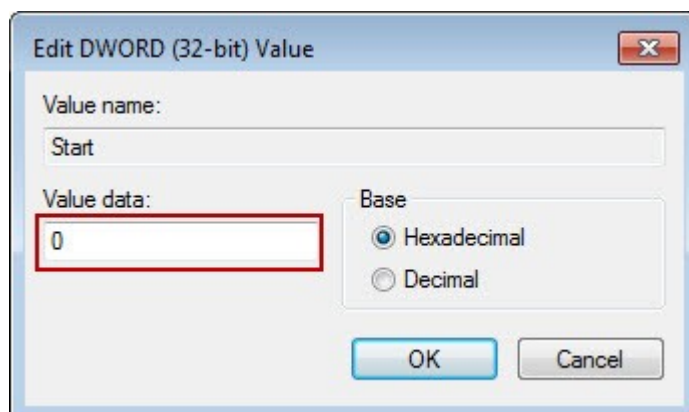 Edit DWORD (32-bit) Value
Value name:
Start
Value data:
0
Base
Hexadecimal
Decimal
OK
Cancel